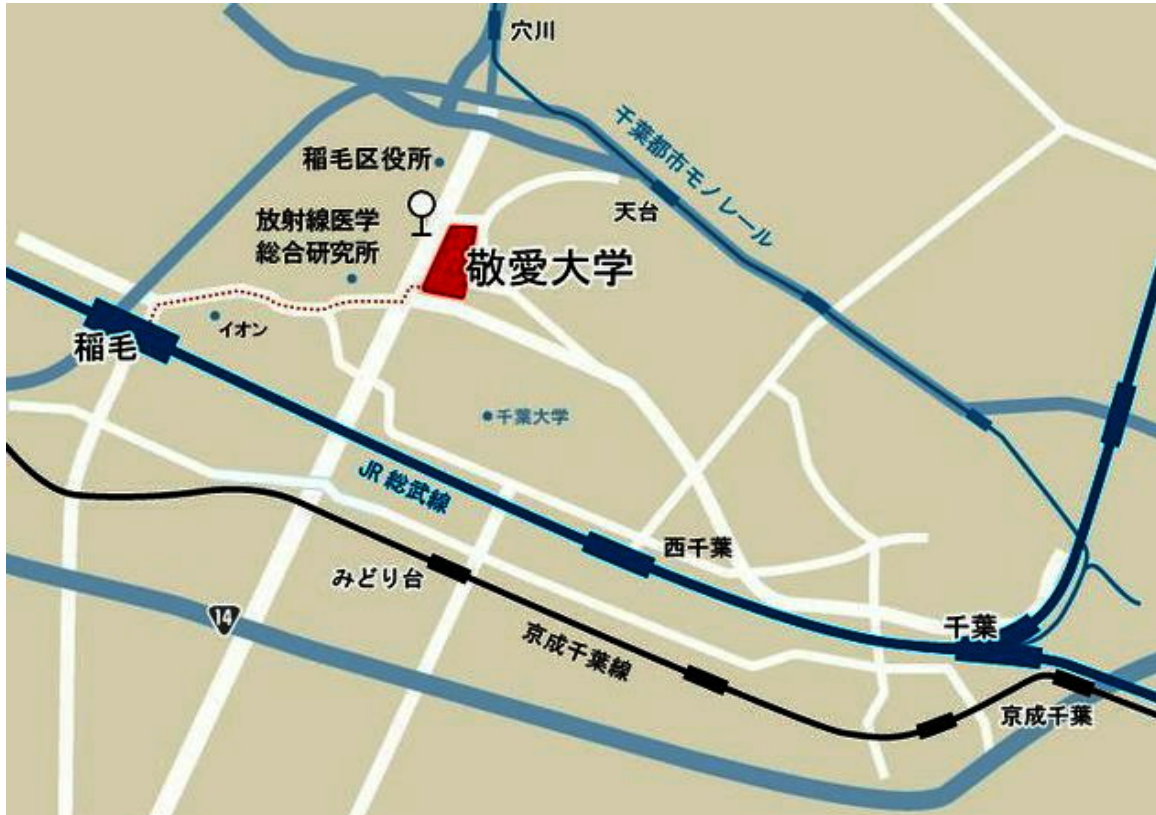 穴川
千葉都市モノレール
稲毛区役所
天台
放射線医学
総合研究所
敬愛大学
イオン
稲毛
千葉大学
JR 総武線
西千葉
みどり台
14
京成千葉線
千葉
京成千葉